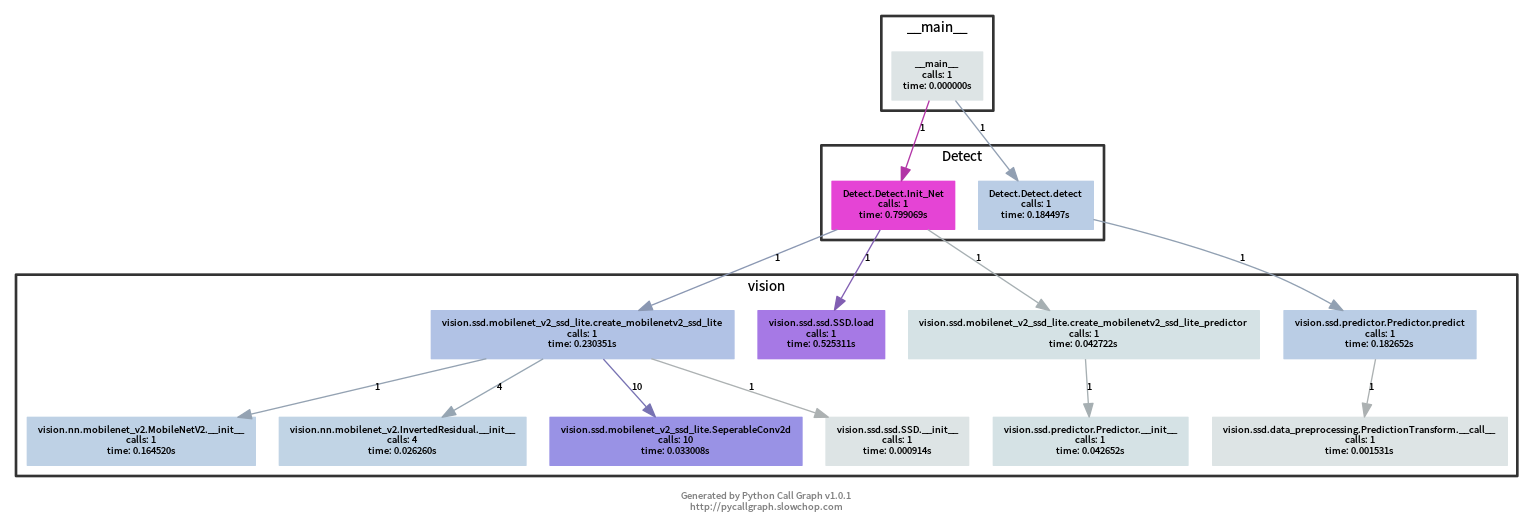 __main__
__main__
calls: 1
time: 0.000000s
1
1
Detect
Detect.Detect.Init_Net
calls: 1
time: 0.799069s
Detect.Detect.detect
calls: 1
time: 0.184497s
1
1
1
1
vision
vision.ssd.mobilenet_v2_ssd_lite.create_mobilenetv2_ssd_lite
calls: 1
time: 0.230351s
vision.ssd.ssd.SSD.load
calls: 1
time: 0.525311s
vision.ssd.mobilenet_v2_ssd_lite.create_mobilenetv2_ssd_lite_predictor
calls: 1
time: 0.042722s
vision.ssd.predictor.Predictor.predict
calls: 1
time: 0.182652s
1
4
10
1
1
1
vision.nn.mobilenet_v2.MobileNetV2.__init__
calls: 1
time: 0.164520s
vision.nn.mobilenet_v2.InvertedResidual.__init__
calls: 4
time: 0.026260s
vision.ssd.mobilenet_v2_ssd_lite.SeperableConv2d
calls: 10
time: 0.033008s
vision.ssd.ssd.SSD.__init__
calls: 1
time: 0.000914s
vision.ssd.predictor.Predictor.__init__
calls: 1
time: 0.042652s
vision.ssd.data_preprocessing.PredictionTransform.__call__
calls: 1
time: 0.001531s
Generated by Python Call Graph v1.0.1
http://pycallgraph.slowchop.com